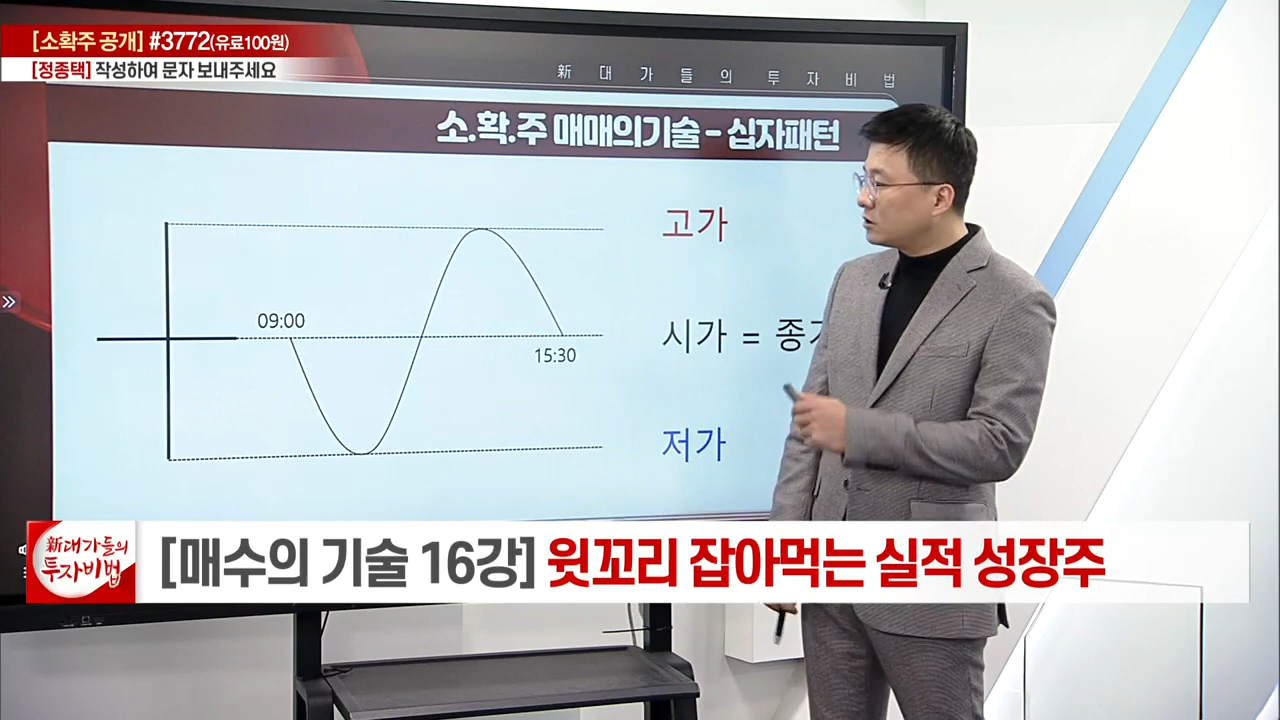 [소확주 공개] #3772(유료100원)
[정종택] 작성하여 문자 보내주세요
新 대 가 들 의 투 자 비 법
소.확.주 매매의기술 - 십자패턴
고가
09:00
시가 = 종가
15:30
저가
新대가들의
투자비법
[매수의 기술 16강] 윗꼬리 잡아먹는 실적 성장주